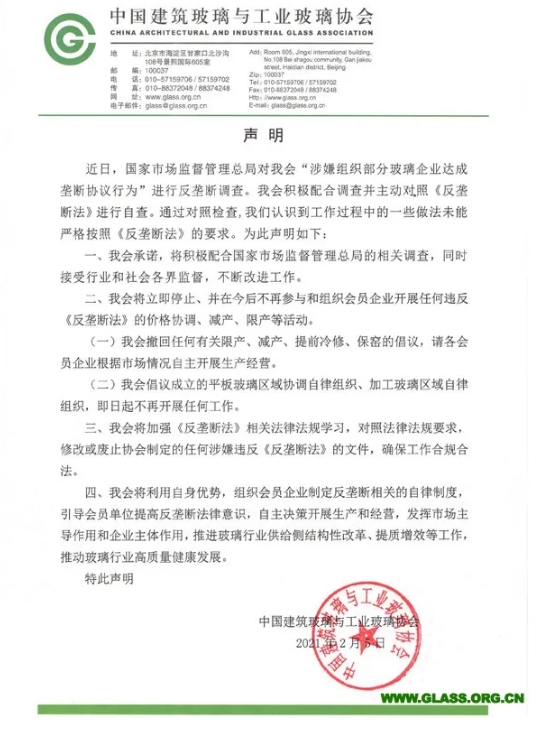 中国建筑玻璃与工业玻璃协会
CHINA ARCHITECTURAL AND INDUSTRIAL GLASS ASSOCIATION
地 址：北京市海淀区甘家口北沙沟
108号景熙国际605室
邮 编：100037
电 话：010-57159706 / 57159702
传 真：010-88372048 / 88373148
网 址：www.glass.org.cn
电子邮件：glass@glass.org.cn
Add: Room 605, Jingxi international building,
No.108 Bei shagou community, Gan jiakou
street, Haidian district, Beijing
Zip: 100037
Tel: 010-57159706 / 57159702
Fax: 010-88372048 / 88373148
Http: //www.glass.org.cn
E-mail: glass@glass.org.cn
声 明
近日，国家市场监督管理总局对我会“涉嫌组织部分玻璃企业达成
垄断协议行为”进行反垄断调查。我会积极配合调查并主动对照《反垄
断法》进行自查。通过对照检查，我们认识到工作过程中的一些做法未能
严格按照《反垄断法》的要求。为此声明如下：
一、我会承诺，将积极配合国家市场监督管理总局的相关调查，同时
接受行业和社会各界监督，不断改进工作。
二、我会将立即停止、并在今后不再参与和组织会员企业开展任何违反
《反垄断法》的价格协调、减产、限产等活动。
（一）我会撤回任何有关限产、减产、提前冷修、保窑的倡议，请各会
员企业根据市场情况自主开展生产经营。
（二）我会倡议成立的平板玻璃区域协调自律组织、加工玻璃区域自律
组织，即日起不再开展任何工作。
三、我会将加强《反垄断法》相关法律法规学习，对照法律法规要求，
修改或废止协会制定的任何涉嫌违反《反垄断法》的文件，确保工作合规合
法。
四、我会将利用自身优势，组织会员企业制定反垄断相关的自律制度，
引导会员单位提高反垄断法律意识，自主决策开展生产和经营，发挥市场主
导作用和企业主体作用，推进玻璃行业供给侧结构性改革、提质增效等工作，
推动玻璃行业高质量健康发展。
特此声明
中国建筑玻璃与工业玻璃协会
2021年2月5日
中国建筑玻璃与工业玻璃协会
WWW.GLASS.ORG.CN